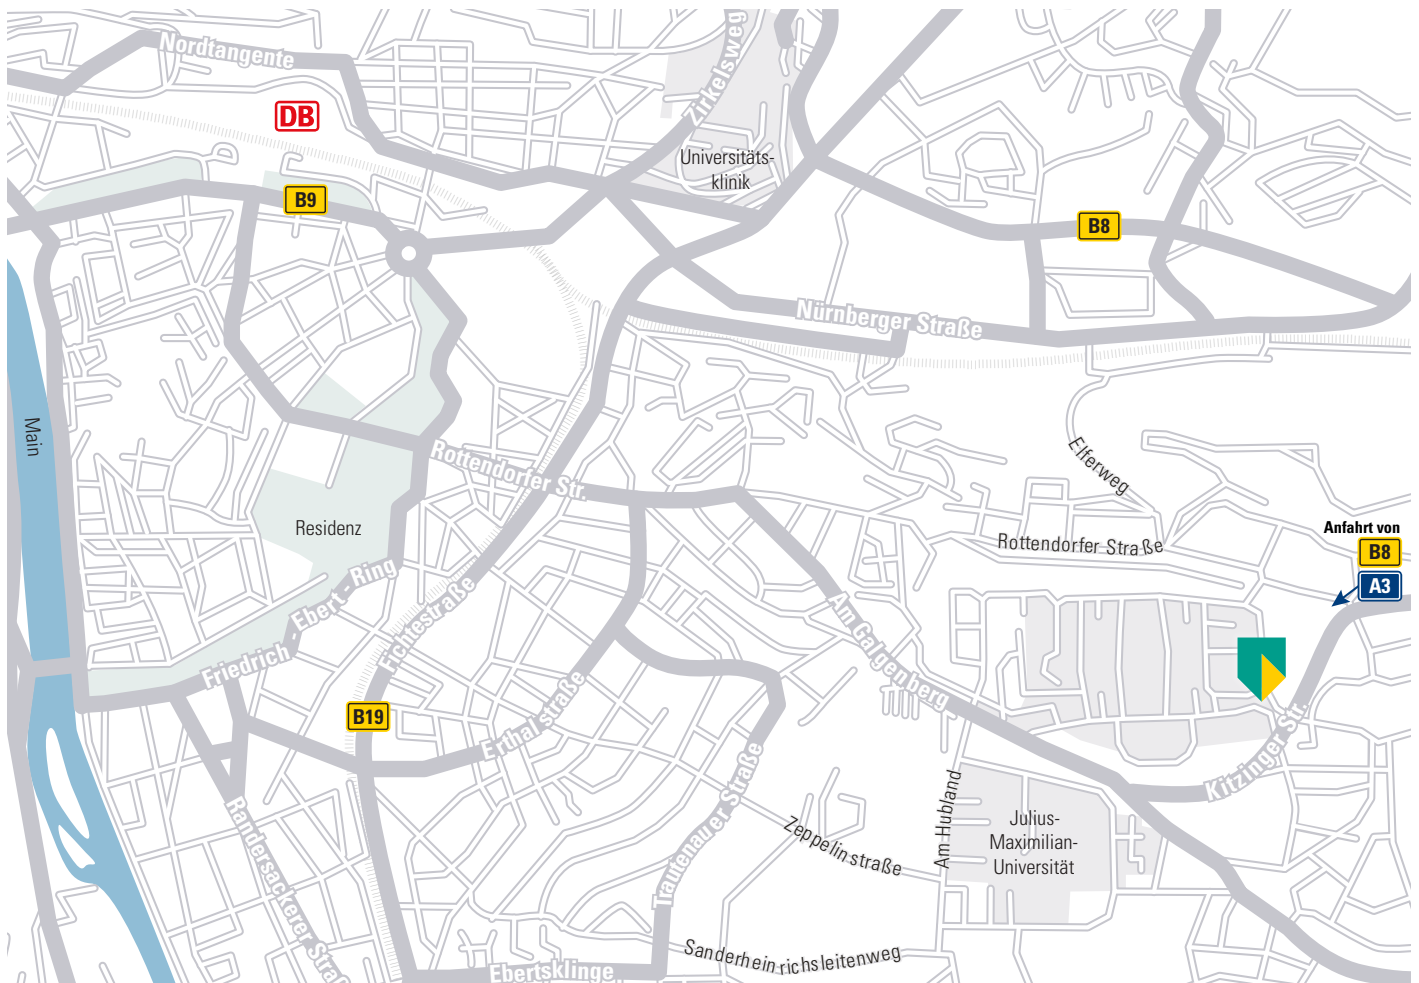 Nordtangente
Zirkelsweg
DB
Universitäts-
klinik
B9
B8
Nürnberger Straße
Main
Rottendorfer Str.
Elferweg
Residenz
Anfahrt von
B8
A3
Rottendorfer Straße
Friedrich - Ebert - Ring
Fichtestraße
Am Galgenberg
B19
Erthalstraße
Kitzinger Str.
Trautenauer Straße
Randersackerer Straß
Zeppelinstraße
Am Hubland
Julius-
Maximilian-
Universität
Sanderheinrichsleitenweg
Ebertsklinge